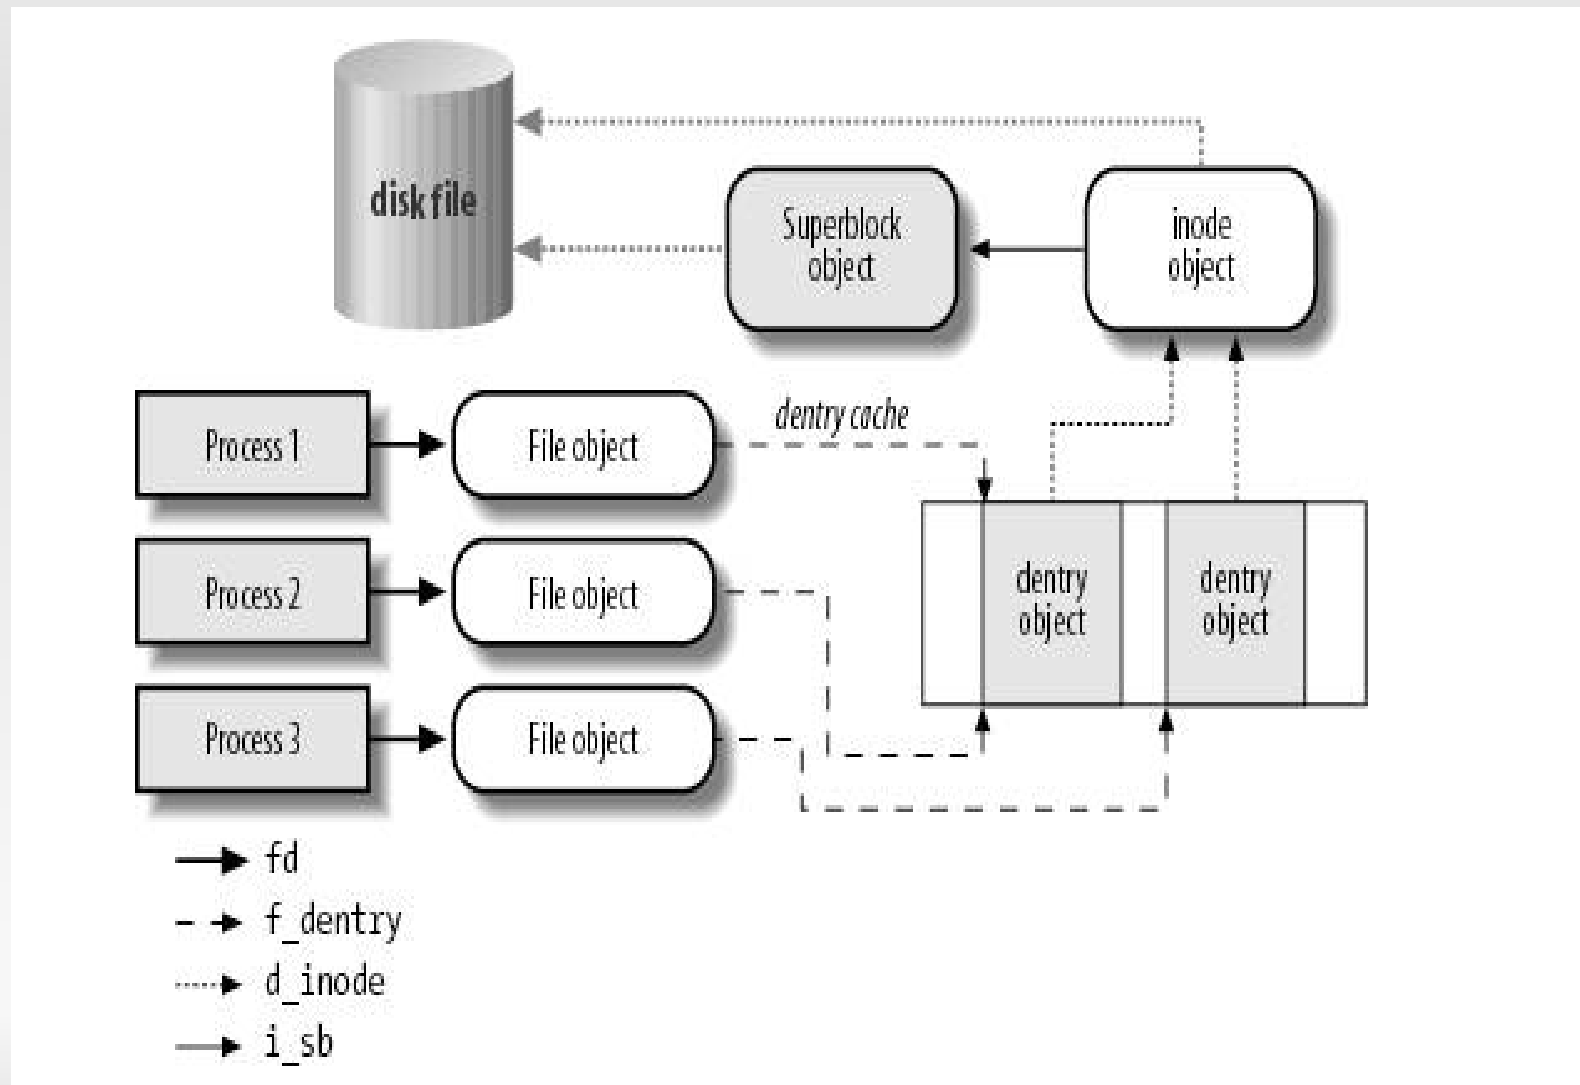 disk file
Superblock
object
inode
object
Process 1
File object
dentry cache
Process 2
File object
dentry
object
dentry
object
Process 3
File object
fd
f_dentry
d_inode
i_sb